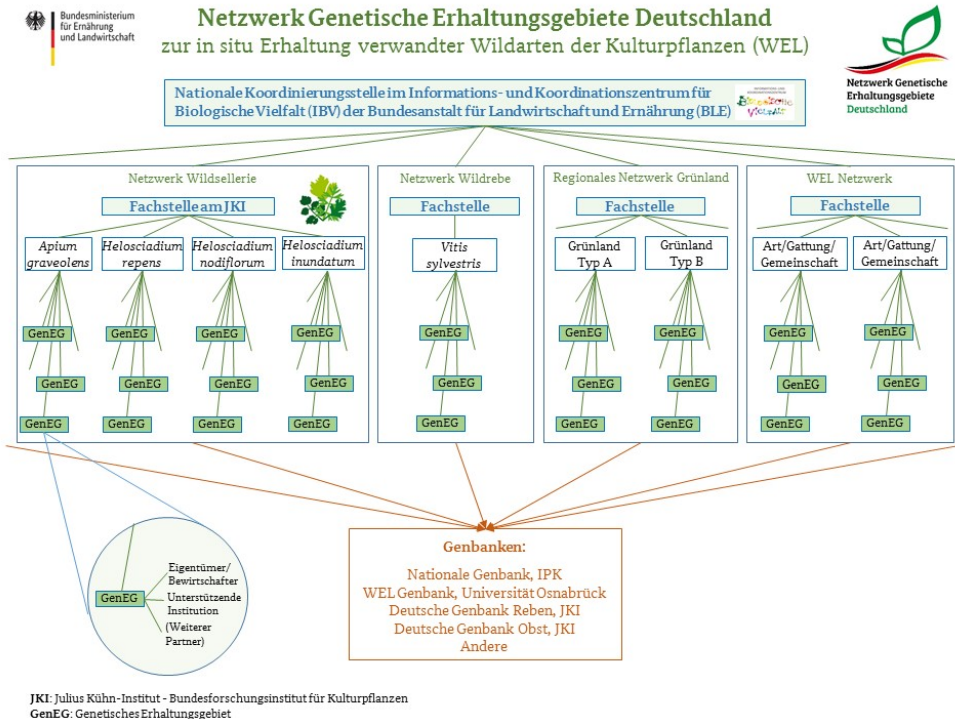 Bundesministerium
für Ernährung
und Landwirtschaft
Netzwerk Genetische Erhaltungsgebiete Deutschland
zur in situ Erhaltung verwandter Wildarten der Kulturpflanzen (WEL)
Netzwerk Genetische
Erhaltungsgebiete
Deutschland
Nationale Koordinierungsstelle im Informations- und Koordinationszentrum für
Biologische Vielfalt (IBV) der Bundesanstalt für Landwirtschaft und Ernährung (BLE)
Biologische
Vielfalt
Netzwerk Wildsellerie
Fachstelle am JKI
Apium
graveolens
Helosciadium
repens
Helosciadium
nodiflorum
Helosciadium
inundatum
GenEG GenEG GenEG GenEG
GenEG GenEG GenEG GenEG
GenEG GenEG GenEG GenEG
Netzwerk Wildrebe
Fachstelle
Vitis
sylvestris
GenEG
GenEG
GenEG
Regionales Netzwerk Grünland
Fachstelle
Grünland
Typ A
Grünland
Typ B
GenEG GenEG
GenEG GenEG
GenEG GenEG
WEL Netzwerk
Fachstelle
Art/Gattung/
Gemeinschaft
Art/Gattung/
Gemeinschaft
GenEG GenEG
GenEG GenEG
GenEG GenEG
GenEG
Eigentümer/
Bewirtschafter
Unterstützende
Institution
(Weiterer
Partner)
Genbanken:
Nationale Genbank, IPK
WEL Genbank, Universität Osnabrück
Deutsche Genbank Reben, JKI
Deutsche Genbank Obst, JKI
Andere
JKI: Julius Kühn-Institut - Bundesforschungsinstitut für Kulturpflanzen
GenEG: Genetisches Erhaltungsgebiet